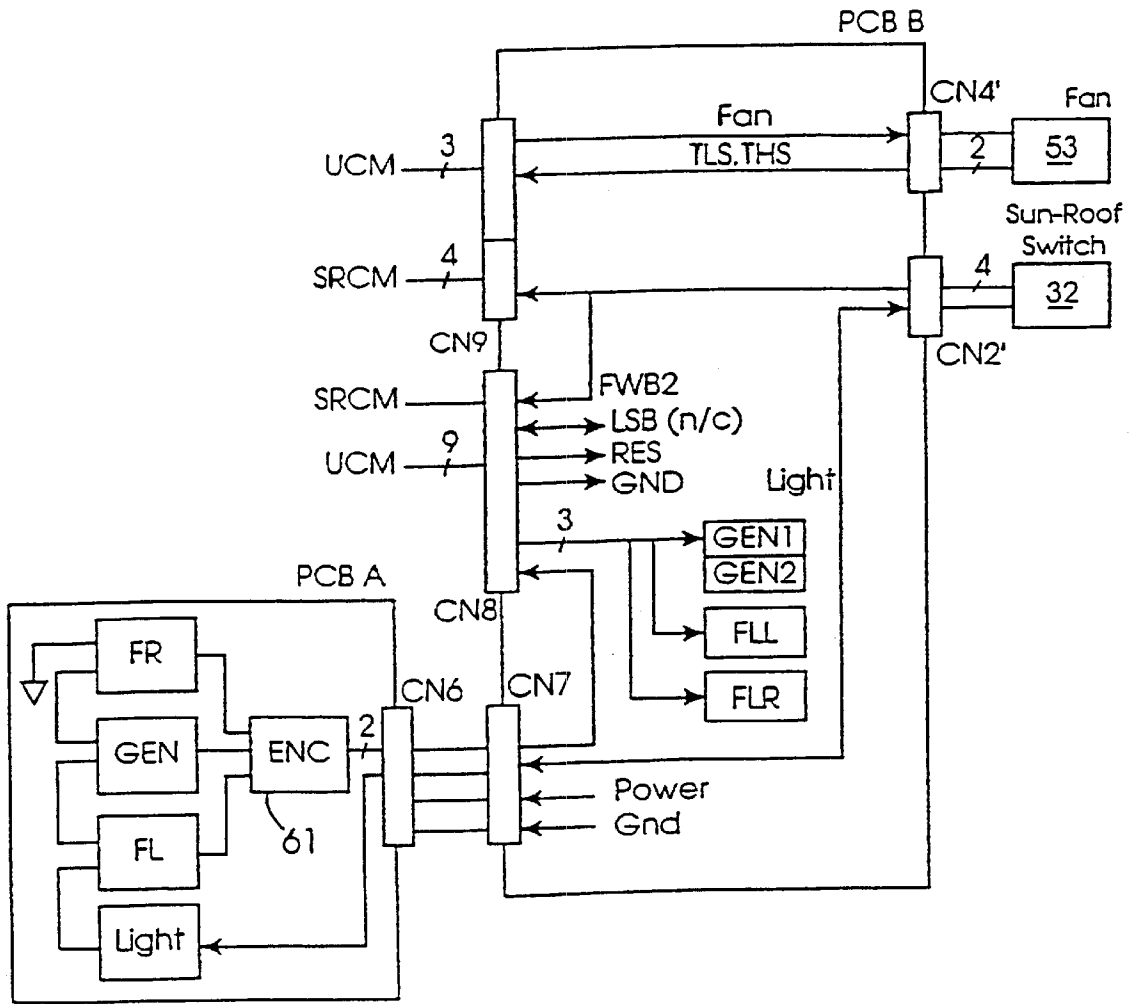 PCB B
CN4'
Fan
Fan
53
3
UCM
TLS.THS
2
Sun-Roof
Switch
4
SRCM
4
32
CN9
CN2'
SRCM
FWB2
LSB (n/c)
9
UCM
RES
GND
Light
3
GEN1
GEN2
PCB A
CN8
FLL
FR
CN6
CN7
FLR
GEN
ENC
2
Power
Gnd
FL
61
Light